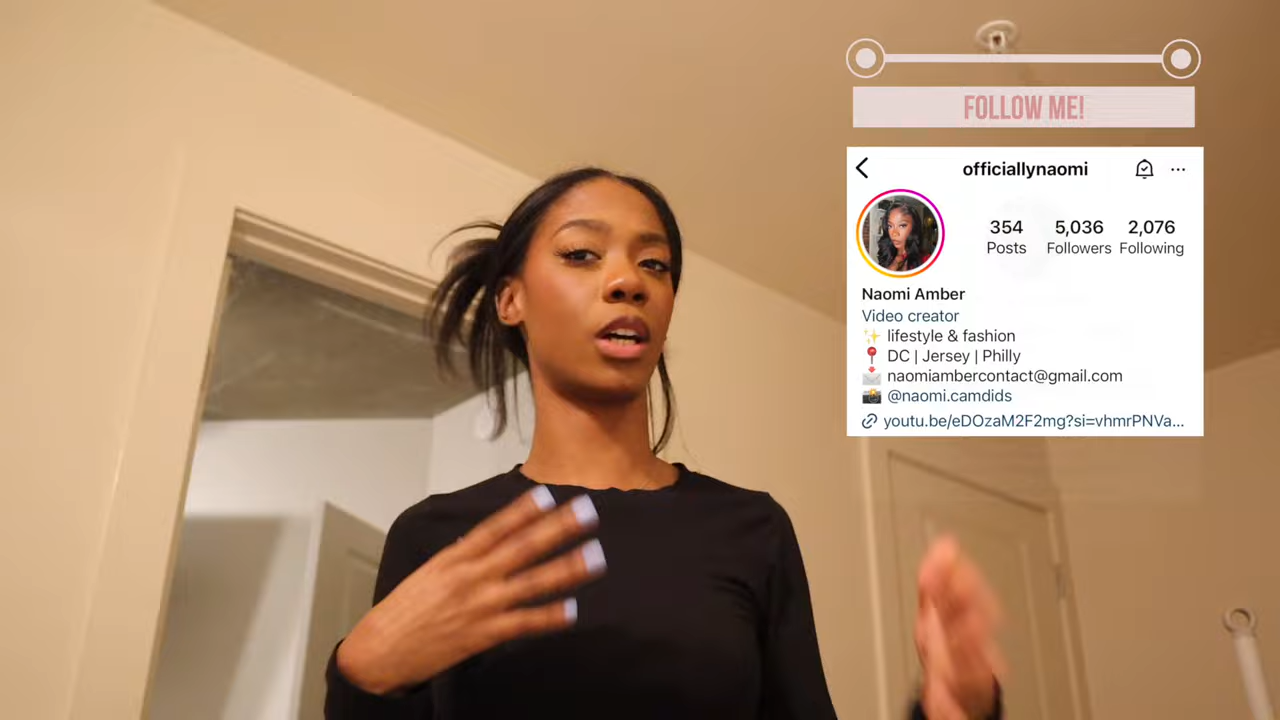 FOLLOW ME!
officiallynaomi
354 5,036 2,076
Posts Followers Following
Naomi Amber
Video creator
✨ lifestyle & fashion
📍 DC | Jersey | Philly
📩 naomiambercontact@gmail.com
📸 @naomi.camdids
youtu.be/eDOzaM2F2mg?si=vhmrPNVa...